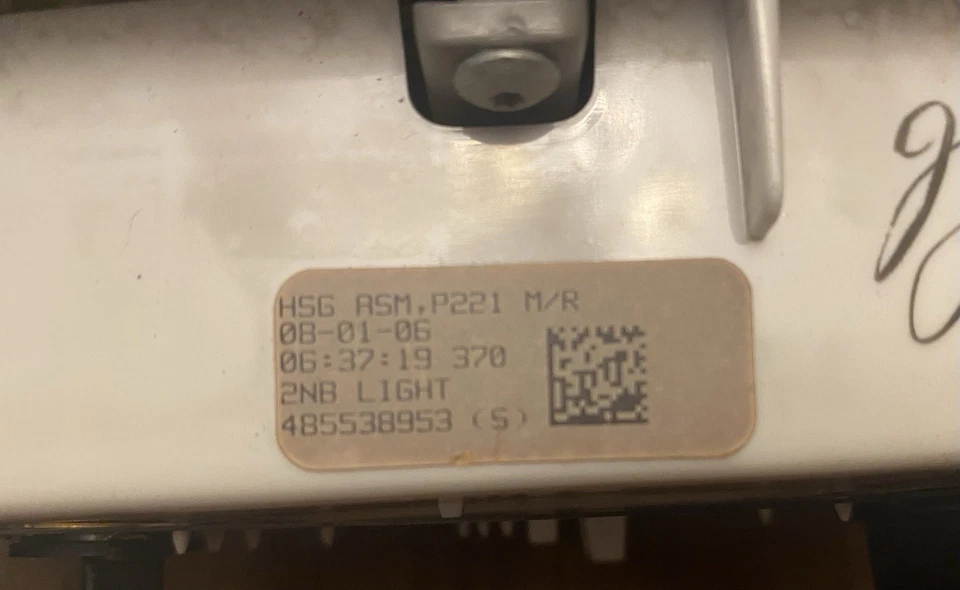 HSG ASM,P221 M/R
08-01-06
06:37:19 370
2NB LIGHT
485538953 (S)